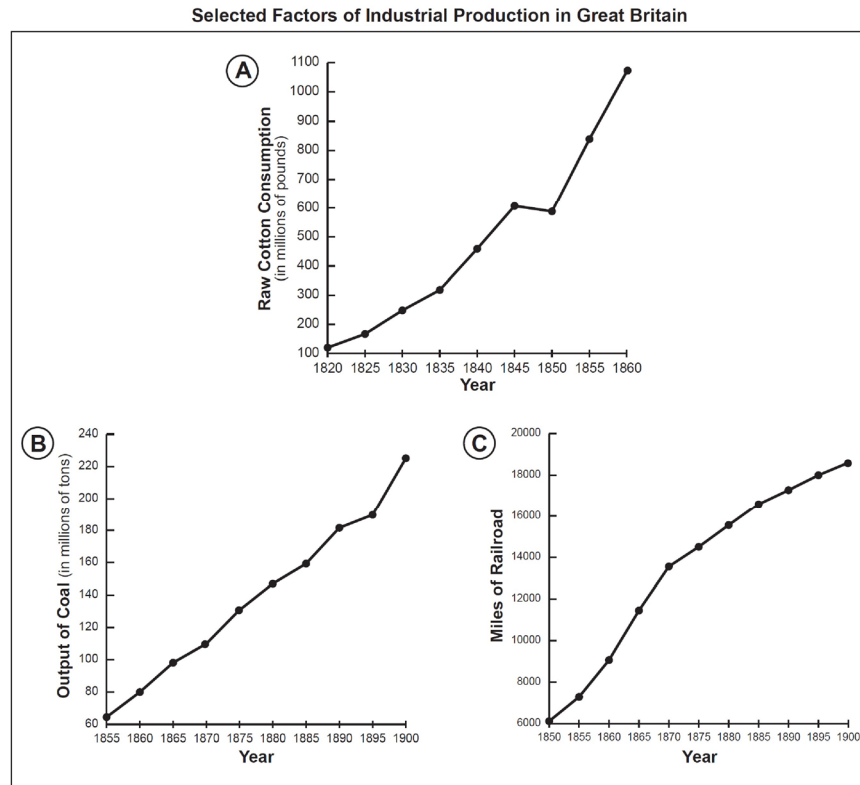 Selected Factors of Industrial Production in Great Britain
A
Raw Cotton Consumption
(in millions of pounds)
1100
1000
900
800
700
600
500
400
300
200
100
1820 1825 1830 1835 1840 1845 1850 1855 1860
Year
B
Output of Coal (in millions of tons)
240
220
200
180
160
140
120
100
80
60
1855 1860 1865 1870 1875 1880 1885 1890 1895 1900
Year
C
Miles of Railroad
20000
18000
16000
14000
12000
10000
8000
6000
1850 1855 1860 1865 1870 1875 1880 1885 1890 1895 1900
Year